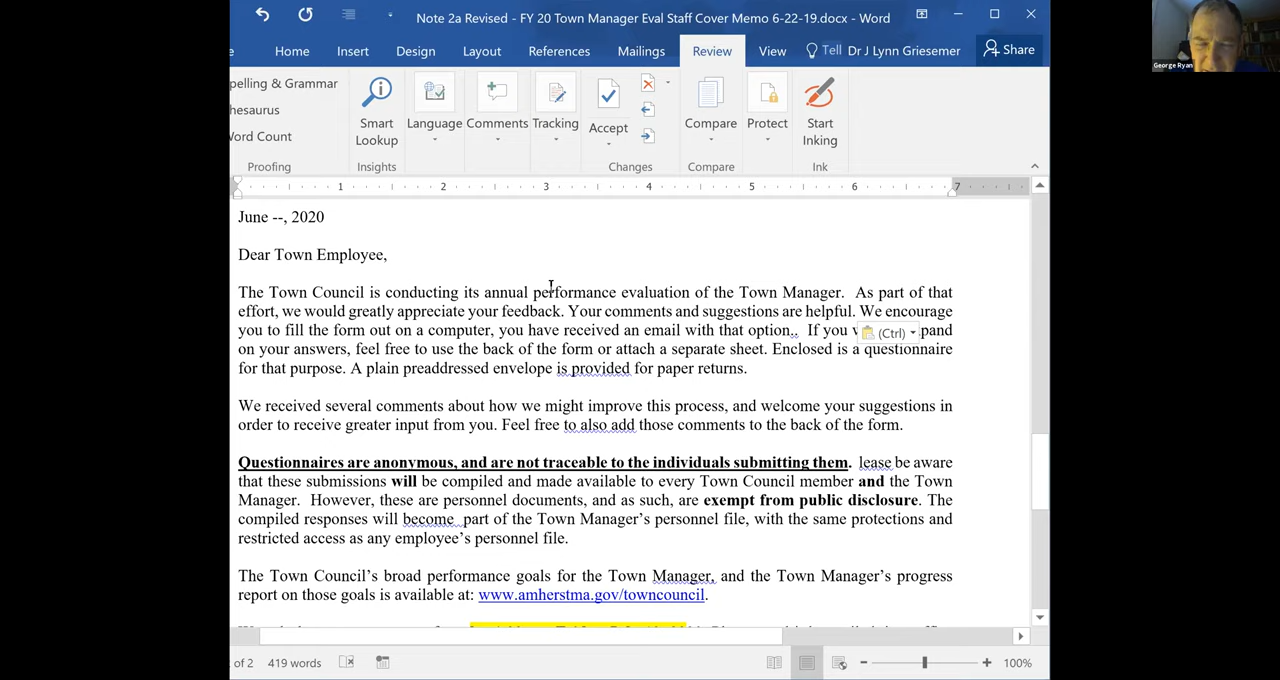 Note 2a Revised - FY 20 Town Manager Eval Staff Cover Memo 6-22-19.docx - Word
e Home Insert Design Layout References Mailings Review View Tell Dr J Lynn Griesemer Share
George Ryan
pelling & Grammar
hesaurus
Word Count
Proofing
Smart Lookup
Insights
Language
Comments
Tracking
Accept
Changes
Compare
Compare
Protect
Start Inking
Ink
1 2 3 4 5 6 7
June --, 2020
Dear Town Employee,
The Town Council is conducting its annual performance evaluation of the Town Manager. As part of that
effort, we would greatly appreciate your feedback. Your comments and suggestions are helpful. We encourage
you to fill the form out on a computer, you have received an email with that option,. If you pand
(Ctrl)
on your answers, feel free to use the back of the form or attach a separate sheet. Enclosed is a questionnaire
for that purpose. A plain preaddressed envelope is provided for paper returns.
We received several comments about how we might improve this process, and welcome your suggestions in
order to receive greater input from you. Feel free to also add those comments to the back of the form.
Questionnaires are anonymous, and are not traceable to the individuals submitting them. lease be aware
that these submissions will be compiled and made available to every Town Council member and the Town
Manager. However, these are personnel documents, and as such, are exempt from public disclosure. The
compiled responses will become part of the Town Manager's personnel file, with the same protections and
restricted access as any employee's personnel file.
The Town Council's broad performance goals for the Town Manager, and the Town Manager's progress
report on those goals is available at: www.amherstma.gov/towncouncil.
of 2 419 words 100%